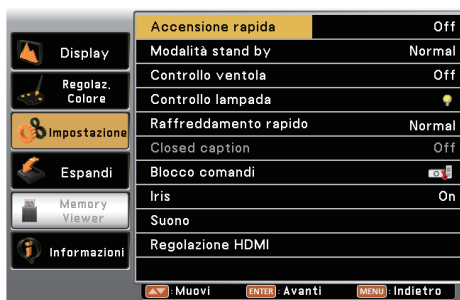 Display
Regolaz.
Colore
Impostazione
Espandi
Memory
Viewer
Informazioni
Accensione rapida Off
Modalità stand by Normal
Controllo ventola Off
Controllo lampada
Raffreddamento rapido Normal
Closed caption Off
Blocco comandi
Iris On
Suono
Regolazione HDMI
:Muovi ENTER :Avanti MENU :Indietro